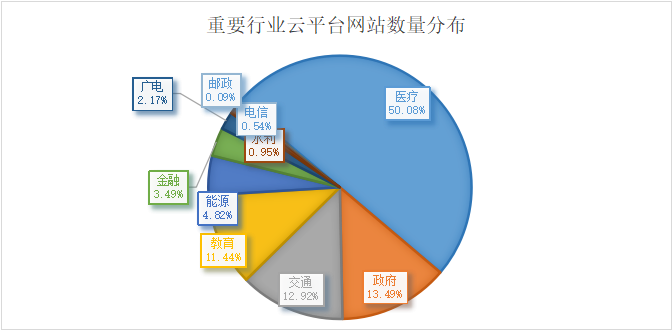 重要行业云平台网站数量分布
医疗
50.08%
政府
13.49%
交通
12.92%
教育
11.44%
能源
4.82%
金融
3.49%
广电
2.17%
水利
0.95%
电信
0.54%
邮政
0.09%